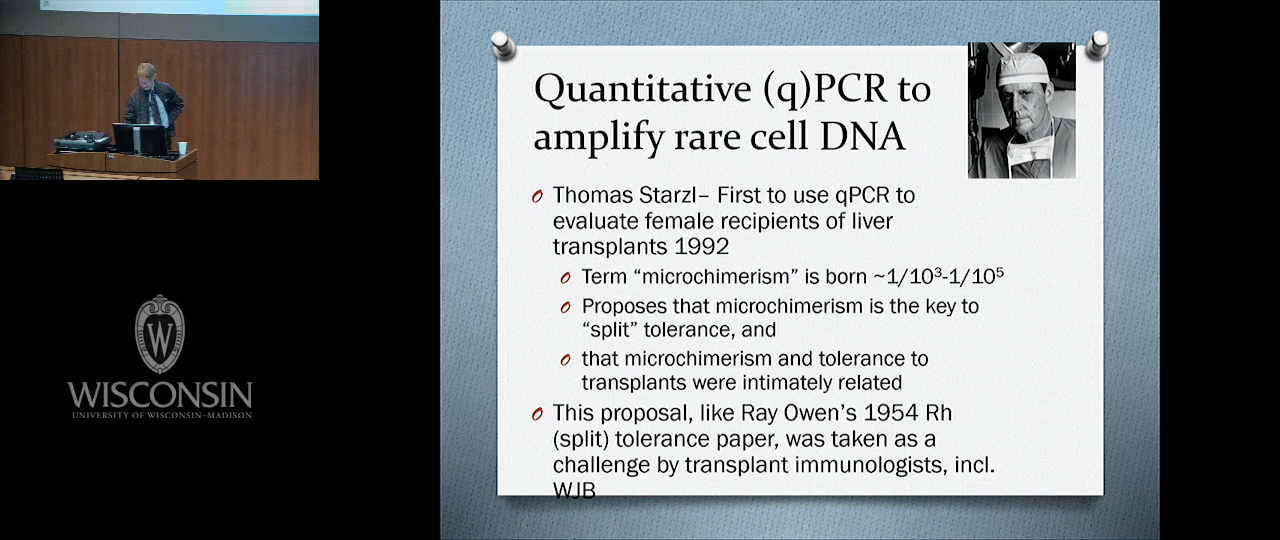 Quantitative (q)PCR to
amplify rare cell DNA
o Thomas Starzl– First to use qPCR to
evaluate female recipients of liver
transplants 1992
o Term “microchimerism” is born ~1/10³-1/10⁵
o Proposes that microchimerism is the key to
“split” tolerance, and
o that microchimerism and tolerance to
transplants were intimately related
o This proposal, like Ray Owen’s 1954 Rh
(split) tolerance paper, was taken as a
challenge by transplant immunologists, incl.
WJB
W
WISCONSIN
UNIVERSITY OF WISCONSIN–MADISON